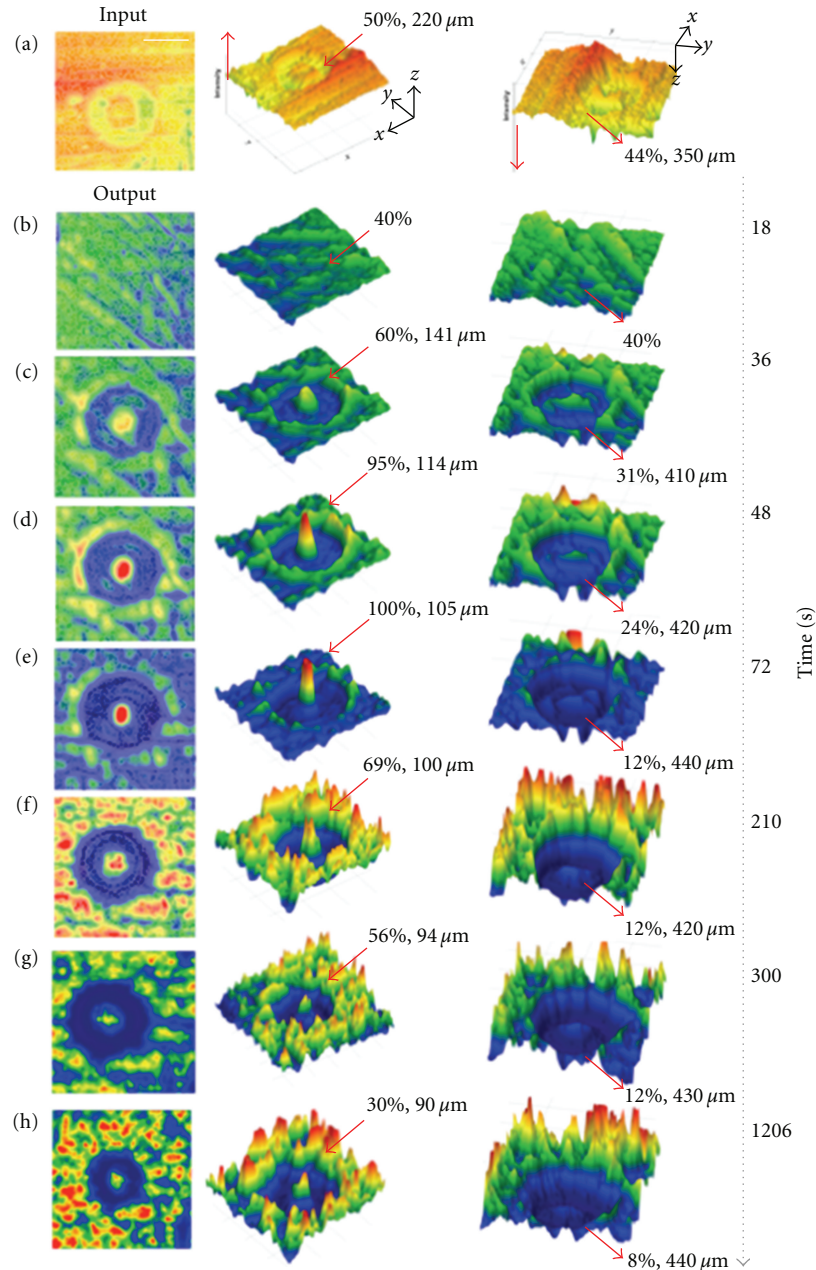 Input
(a)
50%, 220 μm
Intensity
x
y
z
x
y
z
Intensity
44%, 350 μm
Output
(b)
40%
40%
18
(c)
60%, 141 μm
31%, 410 μm
36
(d)
95%, 114 μm
24%, 420 μm
48
(e)
100%, 105 μm
12%, 440 μm
72
Time (s)
(f)
69%, 100 μm
12%, 420 μm
210
(g)
56%, 94 μm
12%, 430 μm
300
(h)
30%, 90 μm
8%, 440 μm
1206